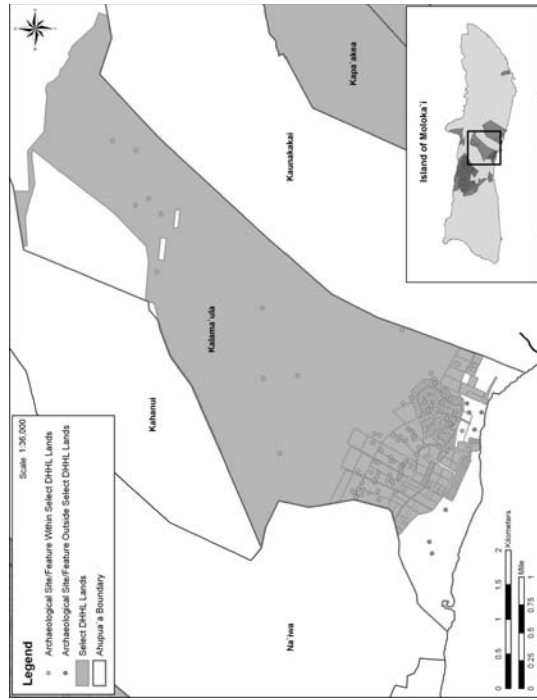 Legend
Scale 1:36,000
Archaeological Site/Feature Within Select DHHL Lands
Archaeological Site/Feature Outside Select DHHL Lands
Select DHHL Lands
Ahupua`a Boundary
Kahanui
Kalama`ula
Na`iwa
Kaunakakai
Kapa`akea
Island of Moloka`i
0 0.5 1 1.5 2
Kilometers
0 0.25 0.5 0.75 1
Mile